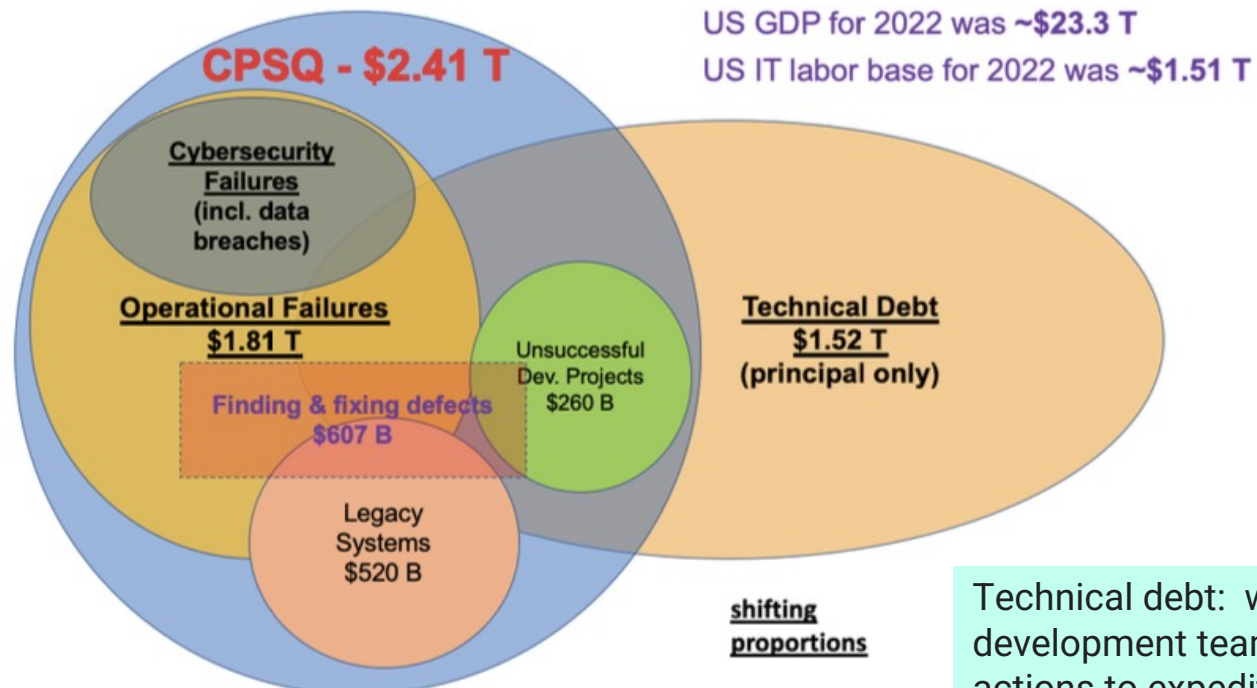 US GDP for 2022 was ~$23.3 T
CPSQ - $2.41 T
US IT labor base for 2022 was ~$1.51 T
Cybersecurity
Failures
(incl. data
breaches)
Operational Failures
$1.81 T
Unsuccessful
Dev. Projects
$260 B
Technical Debt
$1.52 T
(principal only)
Finding & fixing defects
$607 B
Legacy
Systems
$520 B
shifting
proportions
Technical debt:
development
actions to